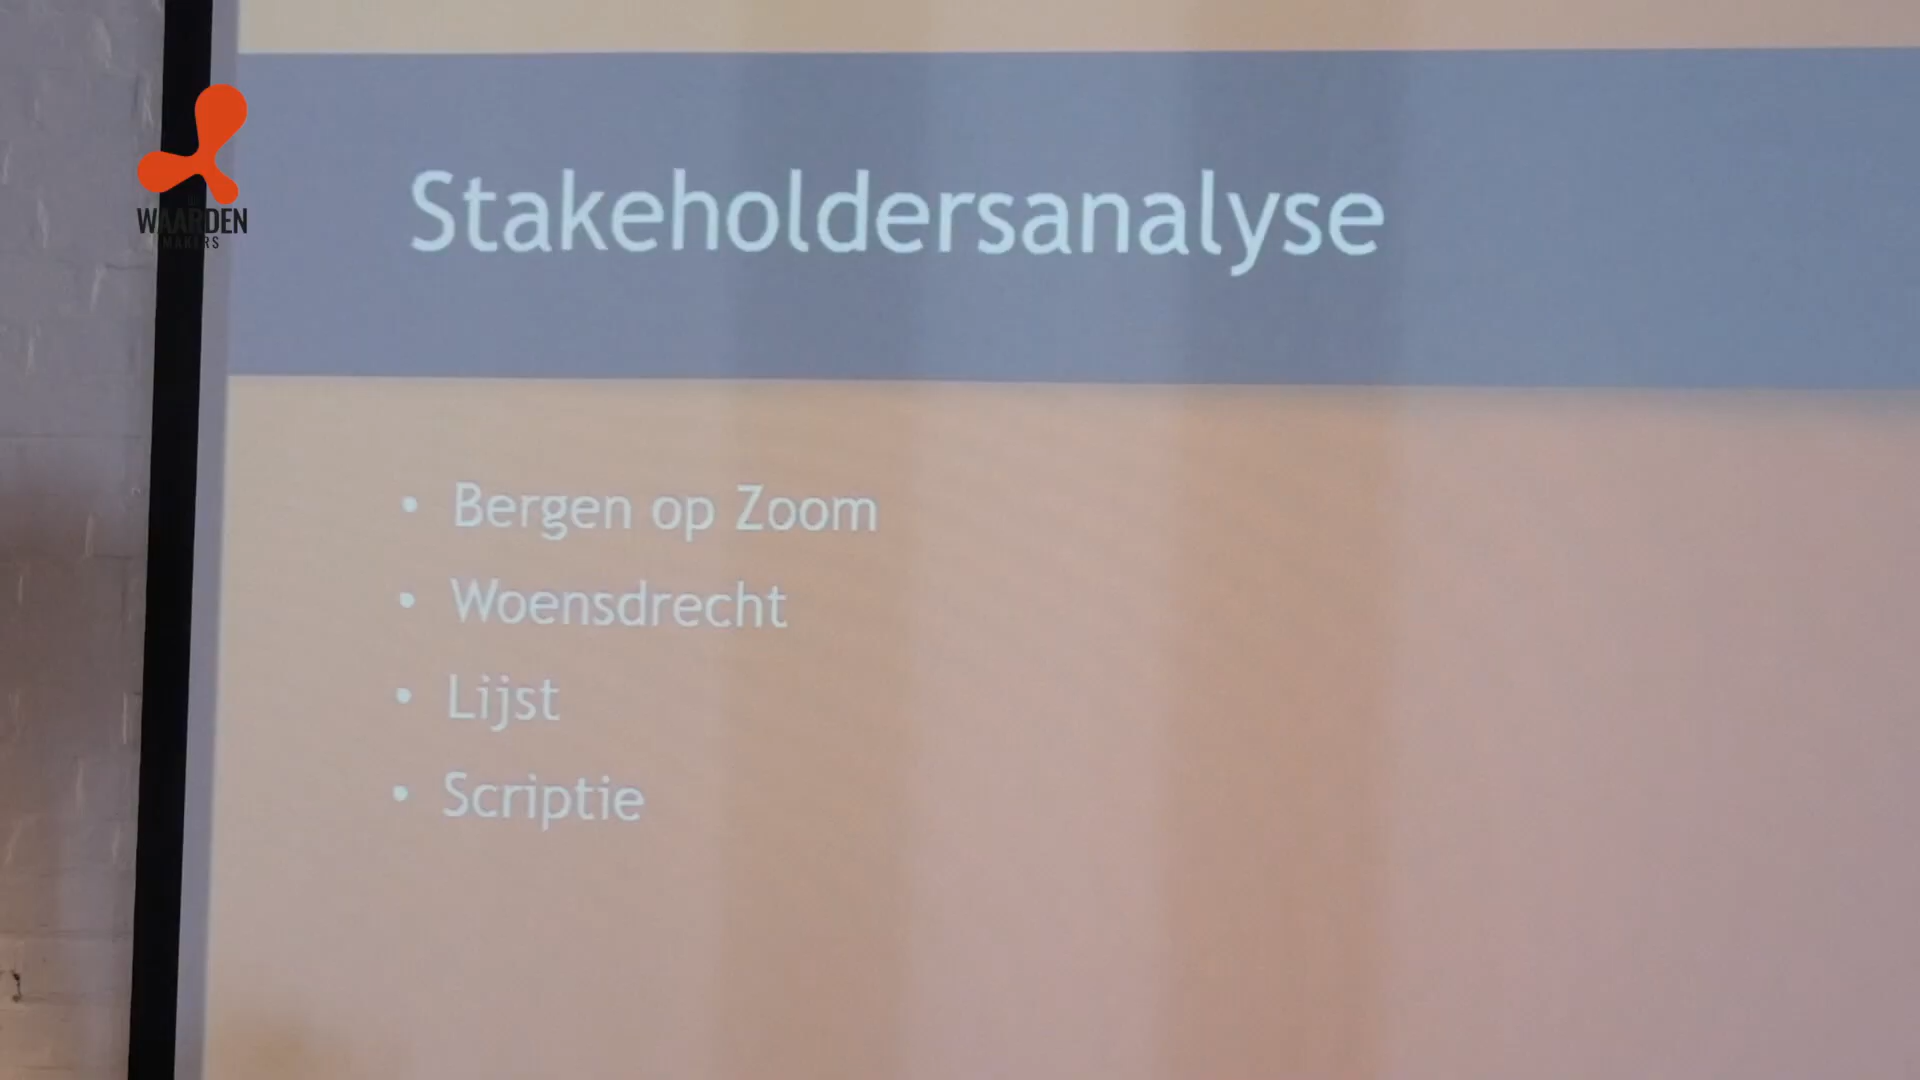 WAARDEN
MAKERS
Stakeholdersanalyse
• Bergen op Zoom
• Woensdrecht
• Lijst
• Scriptie